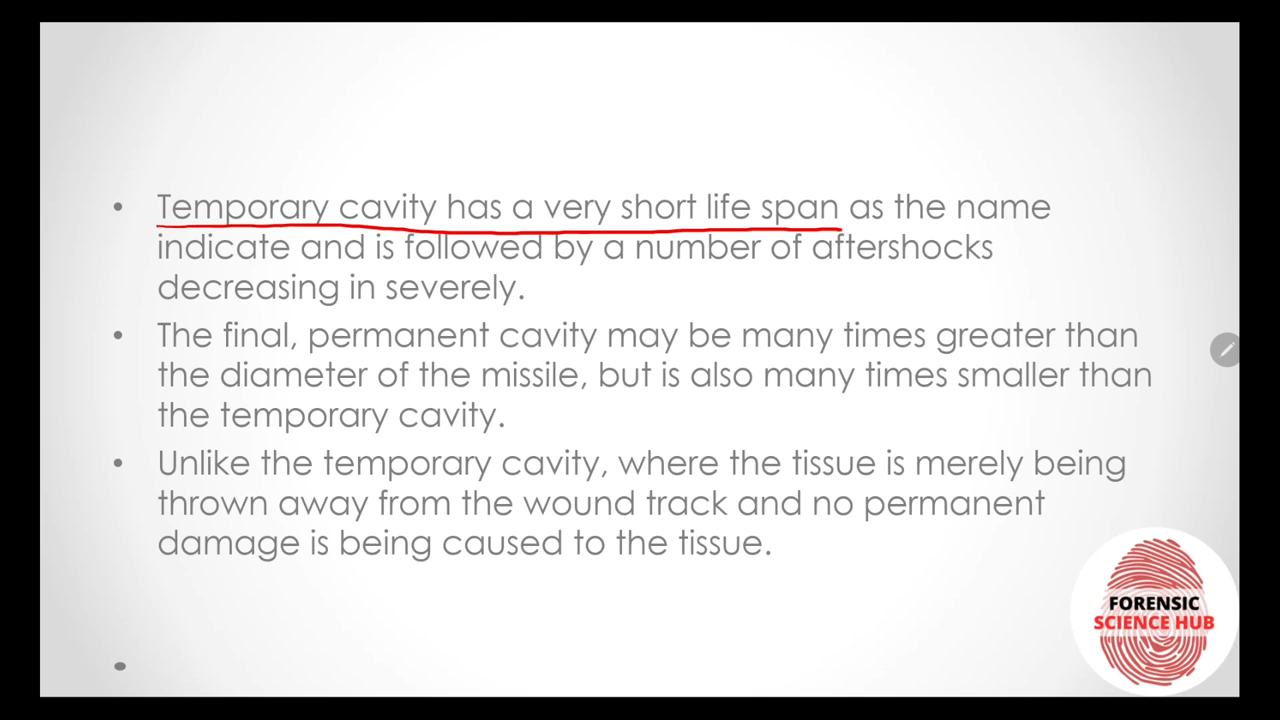 • Temporary cavity has a very short life span as the name
indicate and is followed by a number of aftershocks
decreasing in severely.
• The final, permanent cavity may be many times greater than
the diameter of the missile, but is also many times smaller than
the temporary cavity.
• Unlike the temporary cavity, where the tissue is merely being
thrown away from the wound track and no permanent
damage is being caused to the tissue.
•
FORENSIC
SCIENCE HUB